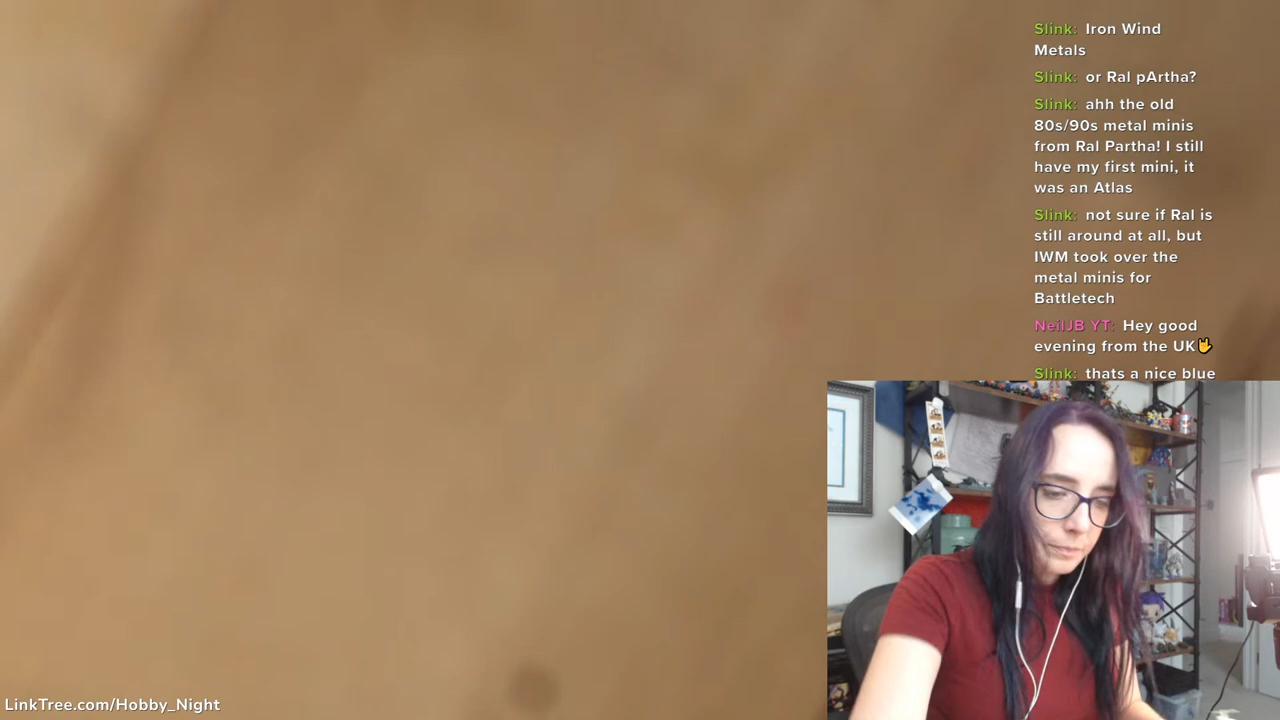 Slink: Iron Wind
Metals
Slink: or Ral pArtha?
Slink: ahh the old
80s/90s metal minis
from Ral Partha! I still
have my first mini, it
was an Atlas
Slink: not sure if Ral is
still around at all, but
IWM took over the
metal minis for
Battletech
NeilJB YT: Hey good
evening from the UK🤘
Slink: thats a nice blue
LinkTree.com/Hobby_Night